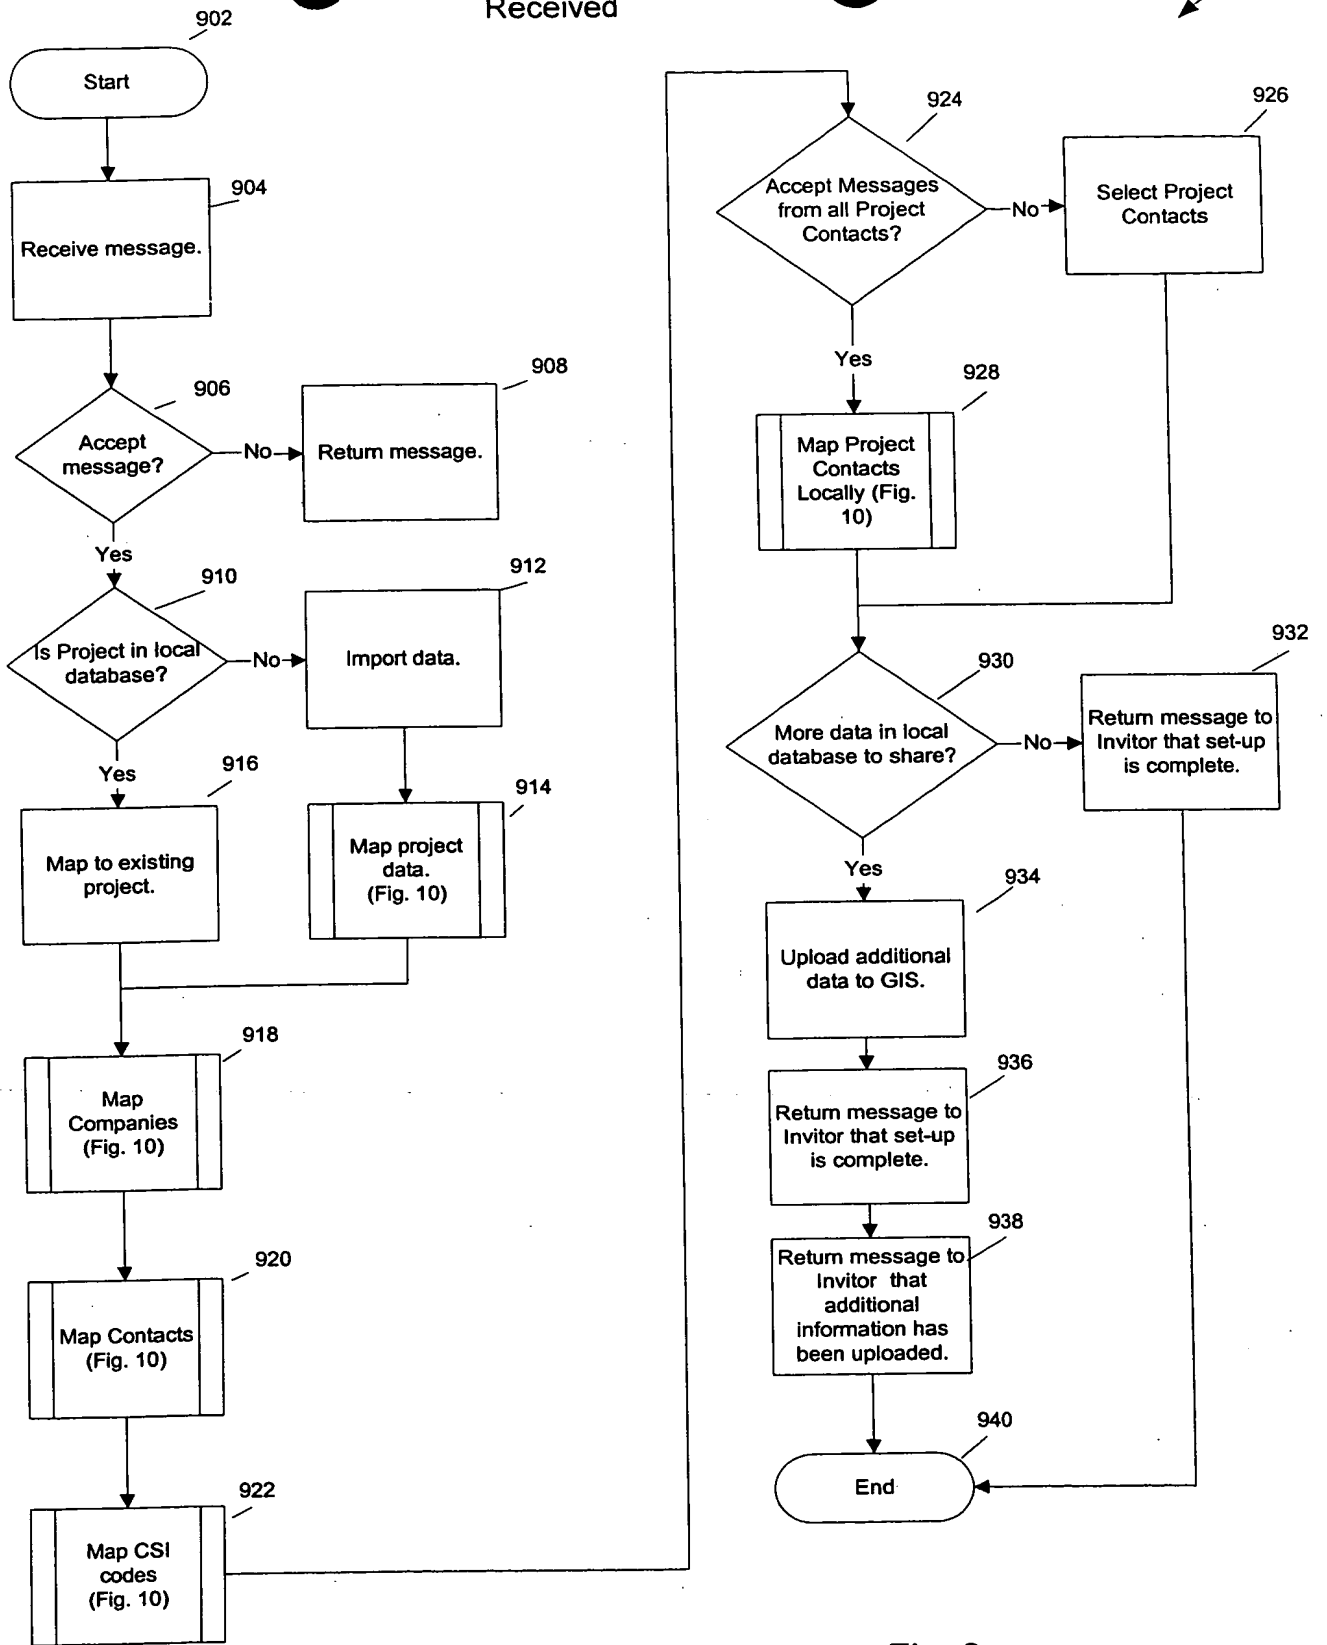 Received
902
Start
904
Receive message.
906
Accept
message?
No
908
Return message.
Yes
910
Is Project in local
database?
No
912
Import data.
Yes
916
Map to existing
project.
914
Map project
data.
(Fig. 10)
918
Map
Companies
(Fig. 10)
920
Map Contacts
(Fig. 10)
922
Map CSI
codes
(Fig. 10)
924
Accept Messages
from all Project
Contacts?
No
926
Select Project
Contacts
Yes
928
Map Project
Contacts
Locally (Fig.
10)
930
More data in local
database to share?
No
932
Return message to
Invitor that set-up
is complete.
Yes
934
Upload additional
data to GIS.
936
Return message to
Invitor that set-up
is complete.
938
Return message to
Invitor that
additional
information has
been uploaded.
940
End